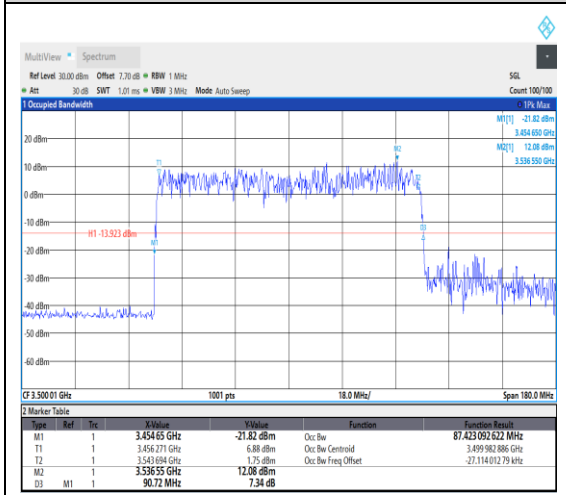 MultiView Spectrum
Ref Level 30.00 dBm Offset 7.70 dB RBW 1 MHz SGL
Att 30 dB SWT 1.01 ms VBW 3 MHz Mode Auto Sweep Count 100/100
1 Occupied Bandwidth 1Pk Max
M1[1] -21.82 dBm
3.454 650 GHz
M2[1] 12.08 dBm
3.536 550 GHz
20 dBm
M2
T1
10 dBm
T2
0 dBm
-10 dBm
H1 -13.923 dBm
D3
M1
-20 dBm
-30 dBm
-40 dBm
-50 dBm
-60 dBm
CF 3.500 01 GHz 1001 pts 18.0 MHz/ Span 180.0 MHz
2 Marker Table
Type Ref Trc X-Value Y-Value Function Function Result
M1 1 3.454 65 GHz -21.82 dBm Occ Bw 87.423 092 622 MHz
T1 1 3.456 271 GHz 6.88 dBm Occ Bw Centroid 3.499 982 886 GHz
T2 1 3.543 694 GHz 1.75 dBm Occ Bw Freq Offset -27.114 012 79 kHz
M2 1 3.536 55 GHz 12.08 dBm
D3 M1 1 90.72 MHz 7.34 dB